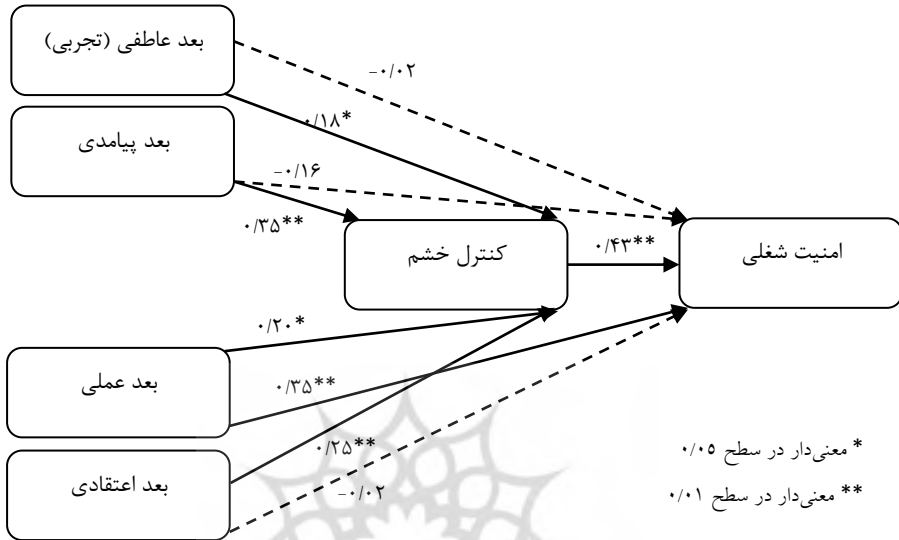 بعد عاطفی (تجربی)
-۰/۰۲
۰/۱۸*
بعد پیامدی
-۰/۱۶
۰/۳۵**
کنترل خشم
۰/۴۳**
امنیت شغلی
۰/۲۰*
بعد عملی
۰/۳۵**
۰/۲۵**
بعد اعتقادی
-۰/۰۲
* معنی‌دار در سطح ۰/۰۵
** معنی‌دار در سطح ۰/۰۱